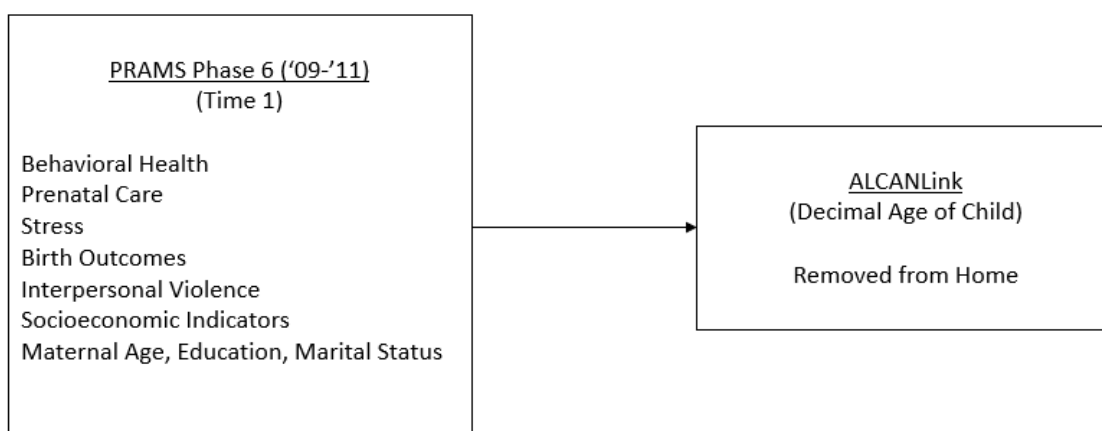 PRAMS Phase 6 (‘09-’11)
(Time 1)
Behavioral Health
Prenatal Care
Stress
Birth Outcomes
Interpersonal Violence
Socioeconomic Indicators
Maternal Age, Education, Marital Status
ALCANLink
(Decimal Age of Child)
Removed from Home